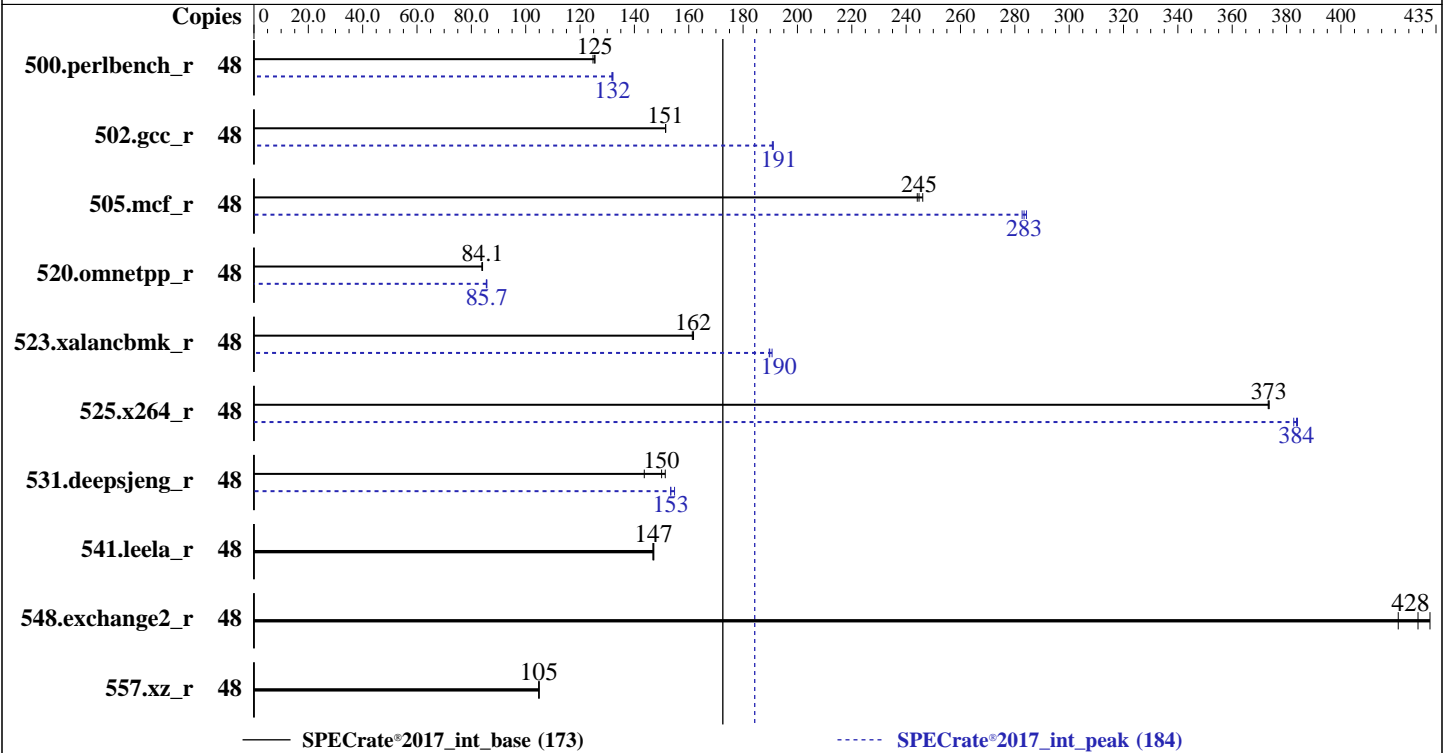 Copies 0 20.0 40.0 60.0 80.0 100 120 140 160 180 200 220 240 260 280 300 320 340 360 380 400 435
500.perlbench_r 48 125
132
502.gcc_r 48 151
191
505.mcf_r 48 245
283
520.omnetpp_r 48 84.1
85.7
523.xalancbmk_r 48 162
190
525.x264_r 48 373
384
531.deepsjeng_r 48 150
153
541.leela_r 48 147
548.exchange2_r 48 428
557.xz_r 48 105
SPECrate®2017_int_base (173) SPECrate®2017_int_peak (184)